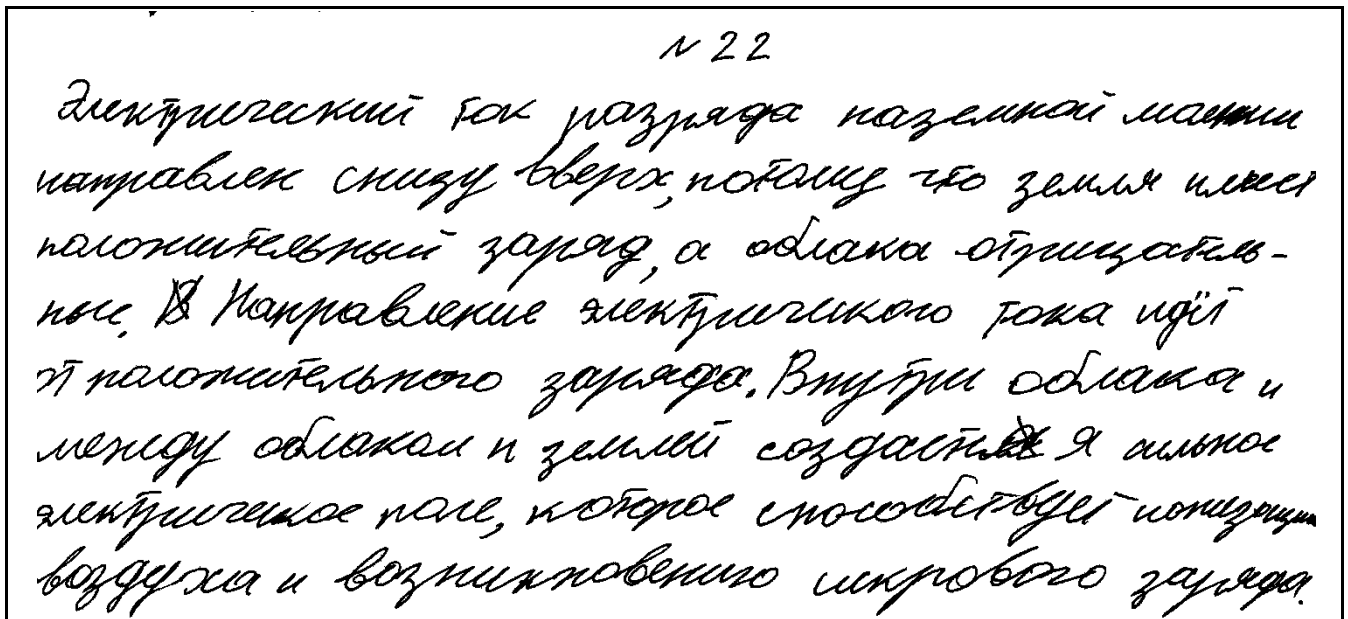 N 22
Электрический ток разряда наземной молнии
направлен снизу вверх, потому что земля имеет
положительный заряд, а облака отрицатель-
ные. Направление электрического тока идёт
от положительного заряда. Внутри облака и
между облаком и землей создаётся сильное
электрическое поле, которое способствует ионизации
воздуха и возникновению искрового заряда.